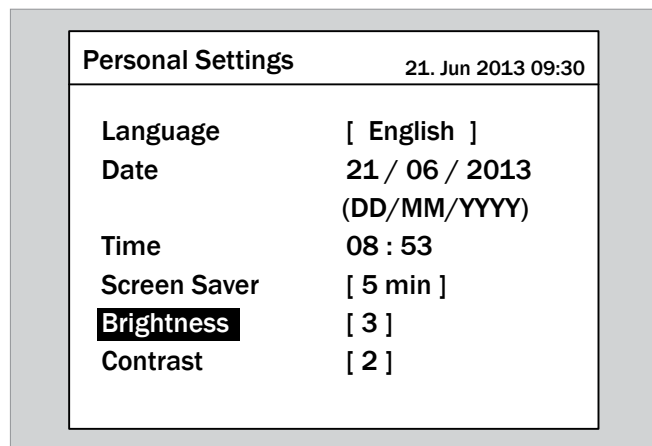 Personal Settings 21. Jun 2013 09:30
Language [ English ]
Date 21 / 06 / 2013
(DD/MM/YYYY)
Time 08 : 53
Screen Saver [ 5 min ]
Brightness [ 3 ]
Contrast [ 2 ]